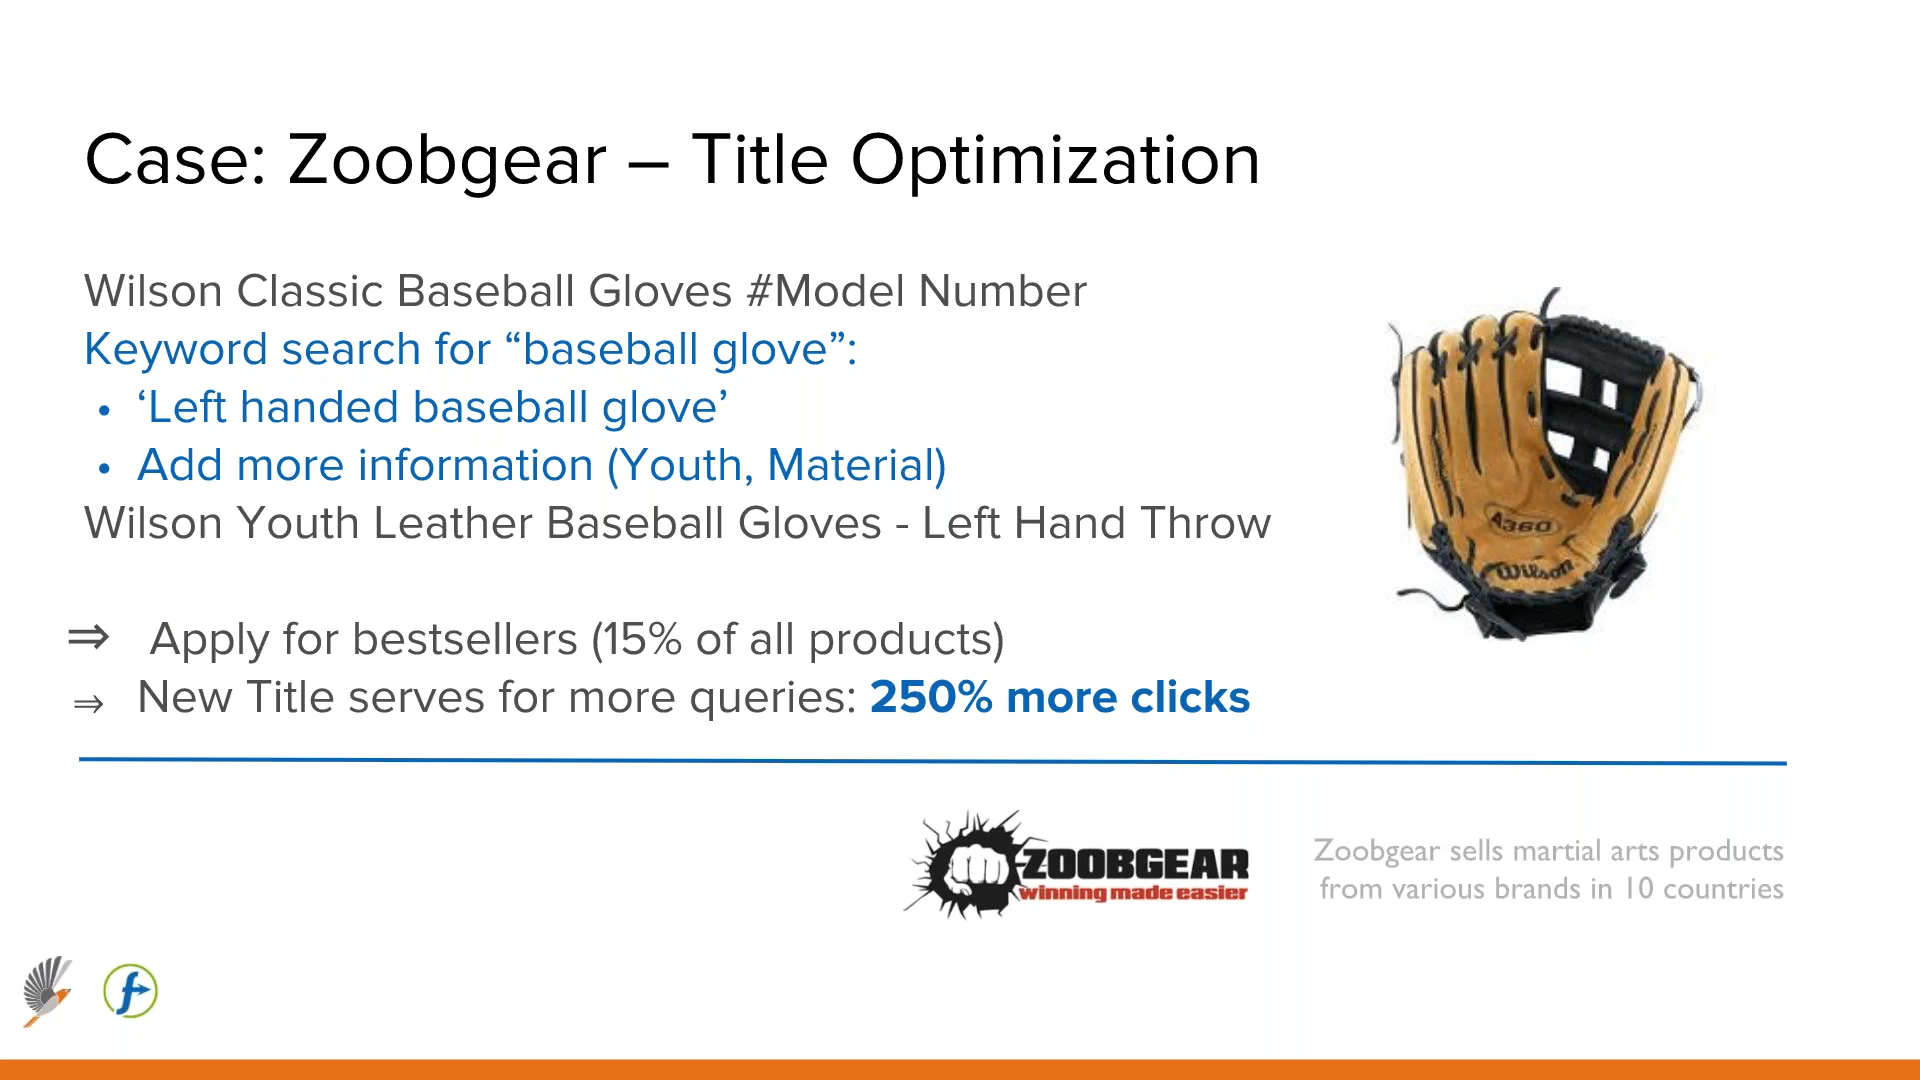 Case: Zoobgear – Title Optimization
Wilson Classic Baseball Gloves #Model Number
Keyword search for “baseball glove”:
• ‘Left handed baseball glove’
• Add more information (Youth, Material)
Wilson Youth Leather Baseball Gloves - Left Hand Throw
A360
Wilson
⇒ Apply for bestsellers (15% of all products)
⇒ New Title serves for more queries: 250% more clicks
ZOOBGEAR
winning made easier
Zoobgear sells martial arts products
from various brands in 10 countries
f